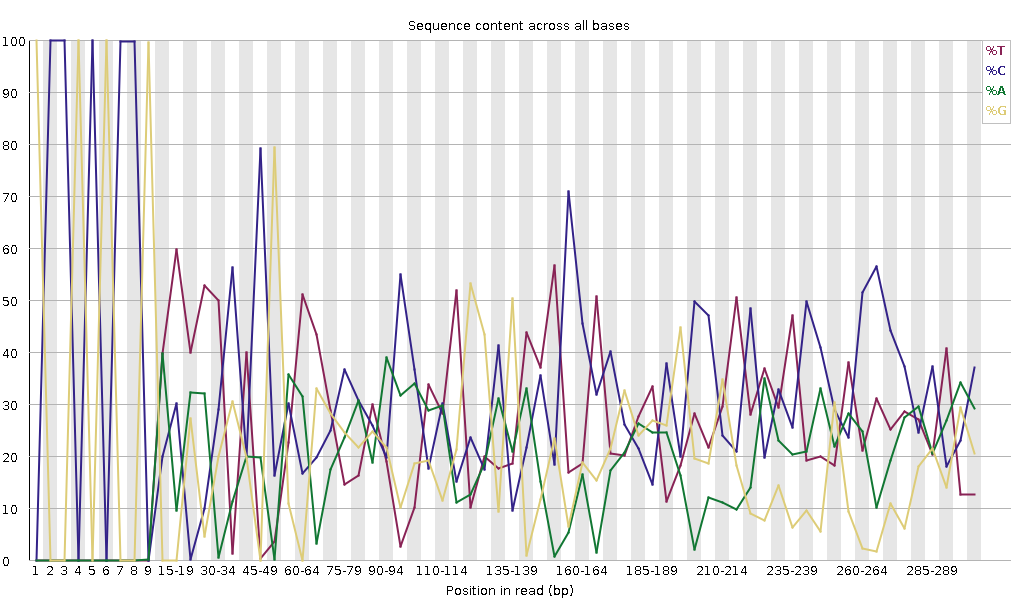 Sequence content across all bases
100
90
80
70
60
50
40
30
20
10
0
%T
%C
%A
%G
1 2 3 4 5 6 7 8 9 15-19 30-34 45-49 60-64 75-79 90-94 110-114 135-139 160-164 185-189 210-214 235-239 260-264 285-289
Position in read (bp)